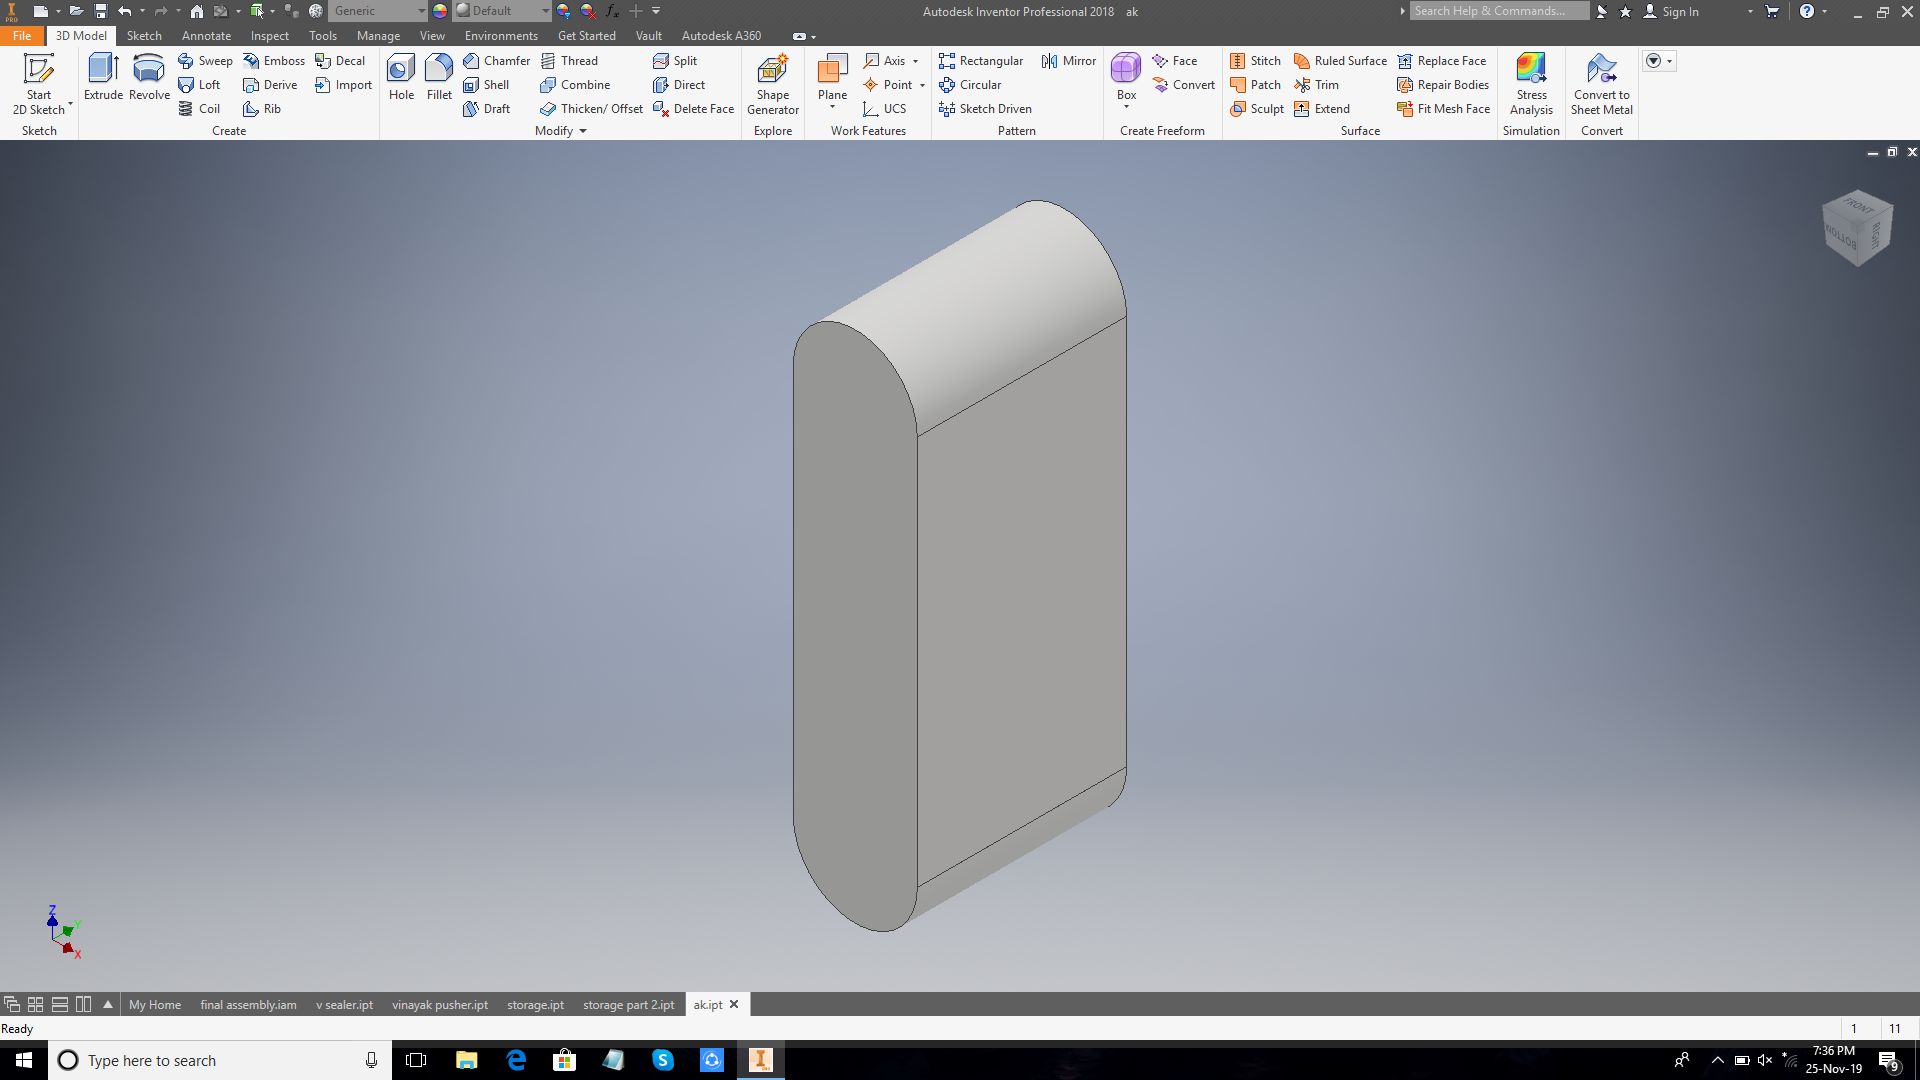 Generic Default Autodesk Inventor Professional 2018 ak Search Help & Commands... Sign In
File 3D Model Sketch Annotate Inspect Tools Manage View Environments Get Started Vault Autodesk A360
Start 2D Sketch
Sketch
Extrude Revolve
Sweep Emboss Decal
Loft Derive Import
Coil Rib
Create
Hole Fillet
Chamfer Thread Split
Shell Combine Direct
Draft Thicken/ Offset Delete Face
Modify
Shape Generator
Explore
Plane
Axis
Point
UCS
Work Features
Rectangular Mirror
Circular
Sketch Driven
Pattern
Box
Face
Convert
Create Freeform
Stitch Ruled Surface Replace Face
Patch Trim Repair Bodies
Sculpt Extend Fit Mesh Face
Surface
Stress Analysis
Simulation
Convert to Sheet Metal
Convert
FRONT
BOTTOM
RIGHT
Z
Y
X
My Home final assembly.iam v sealer.ipt vinayak pusher.ipt storage.ipt storage part 2.ipt ak.ipt
Ready 1 11
Type here to search
7:36 PM
25-Nov-19
9